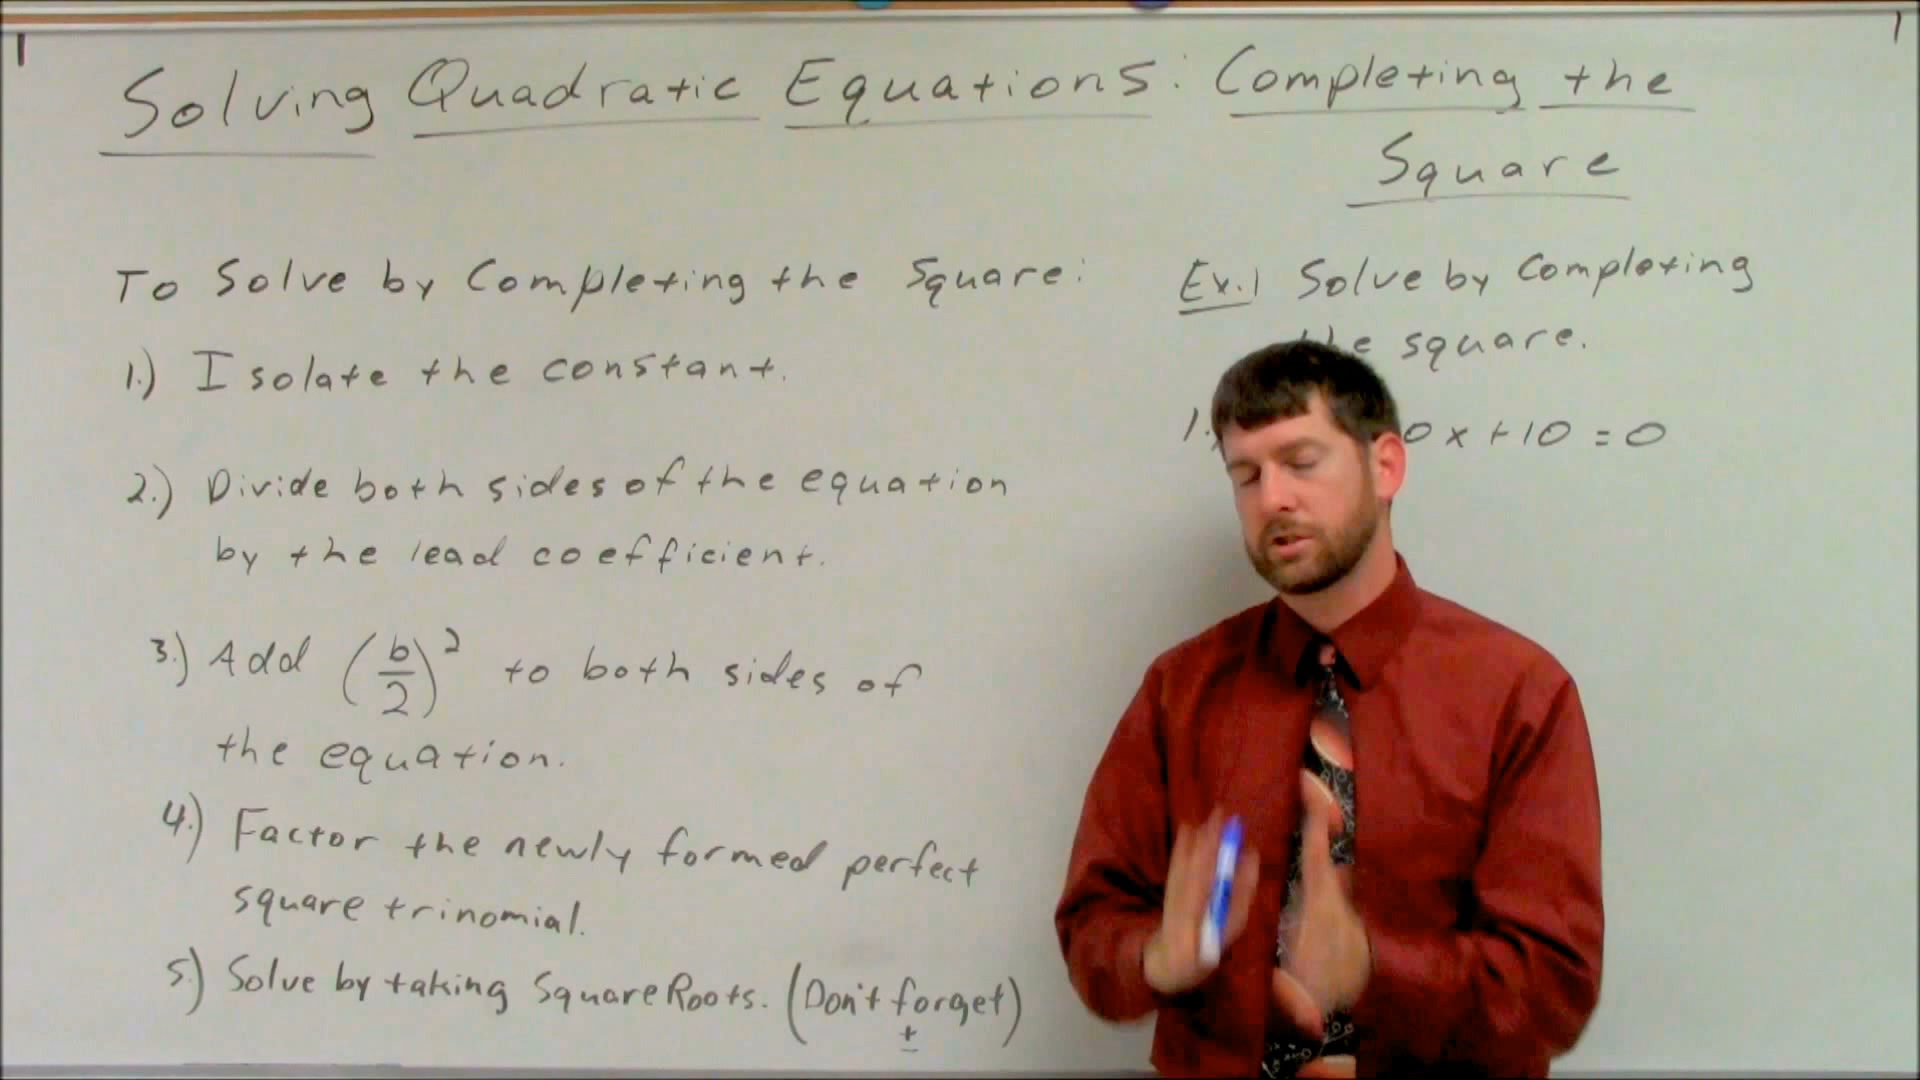 Solving Quadratic Equations: Completing the
Square
To Solve by Completing the Square:
1.) Isolate the constant.
2.) Divide both sides of the equation
by the lead coefficient.
3.) Add (b/2)² to both sides of
the equation.
4.) Factor the newly formed perfect
square trinomial.
5.) Solve by taking Square Roots. (Don't forget)
±
Ex.1 Solve by Completing
the square.
1. 0x+10=0